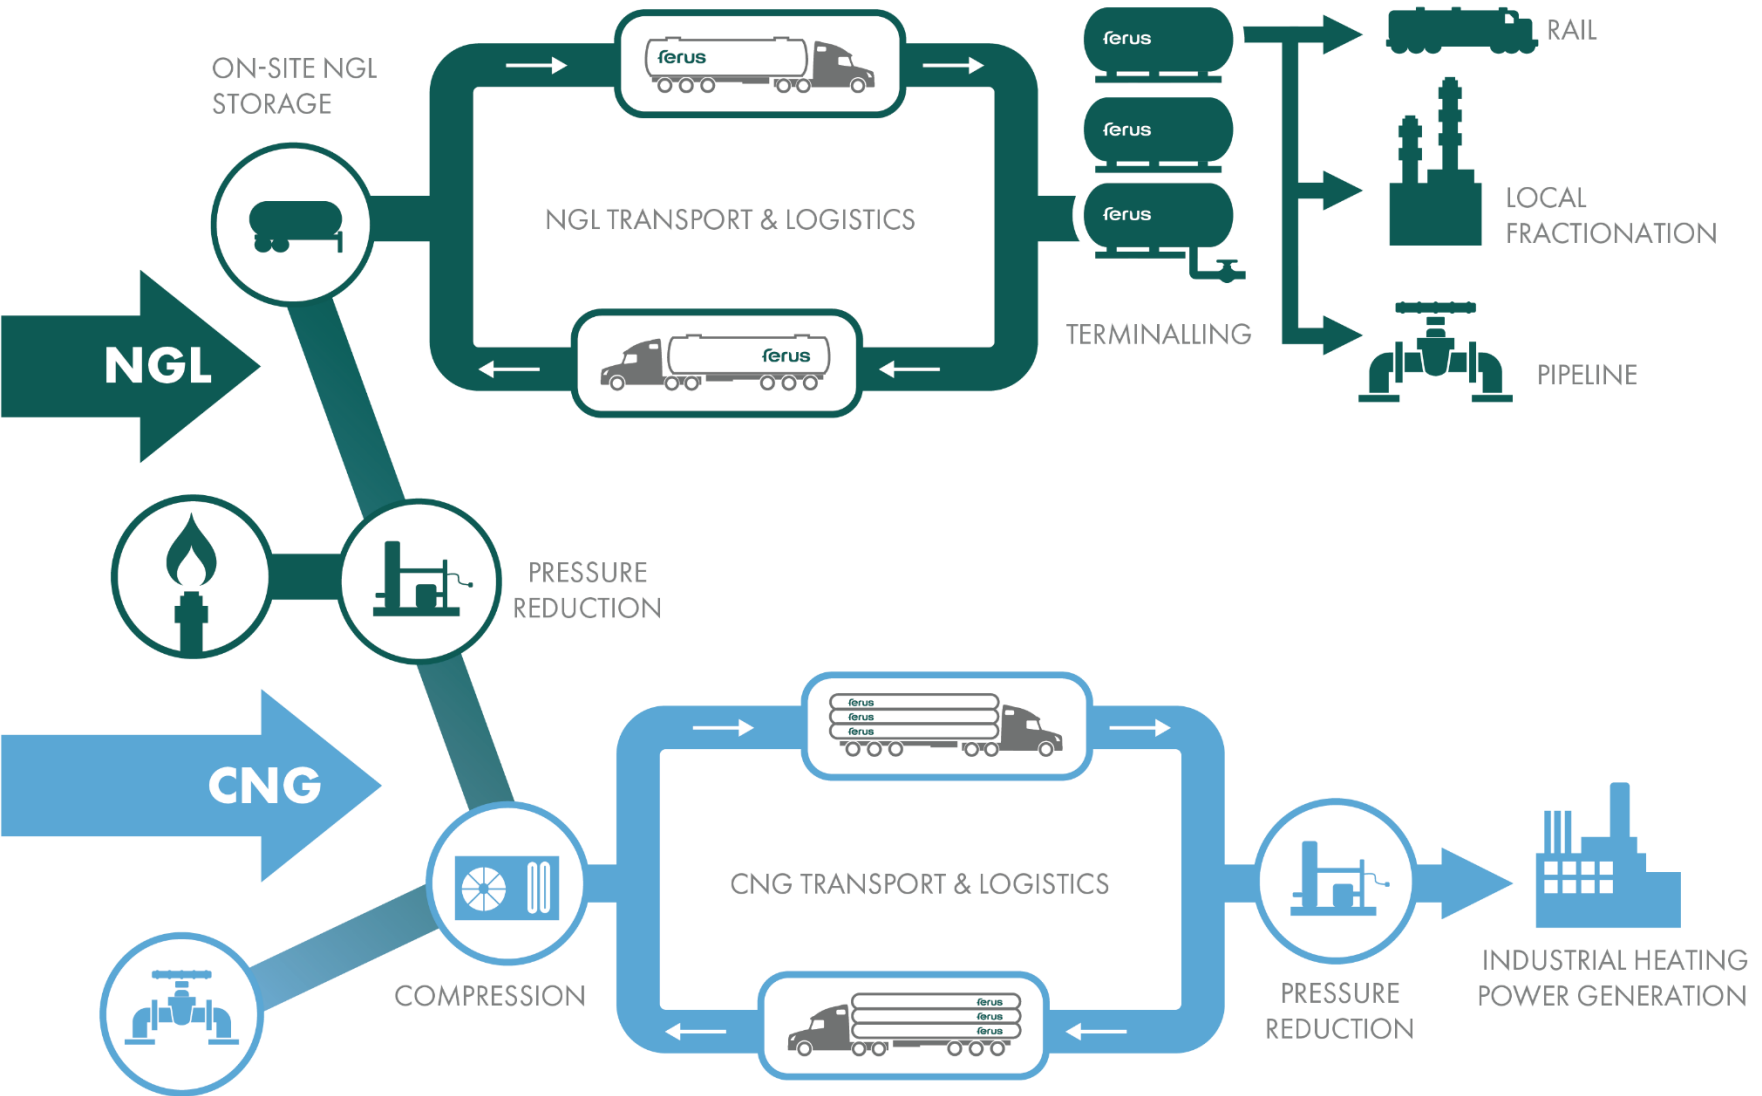 ON-SITE NGL
STORAGE
ferus
NGL TRANSPORT & LOGISTICS
ferus
ferus
ferus
ferus
TERMINALLING
RAIL
LOCAL
FRACTIONATION
PIPELINE
NGL
PRESSURE
REDUCTION
CNG
COMPRESSION
ferus
ferus
ferus
CNG TRANSPORT & LOGISTICS
ferus
ferus
ferus
PRESSURE
REDUCTION
INDUSTRIAL HEATING
POWER GENERATION